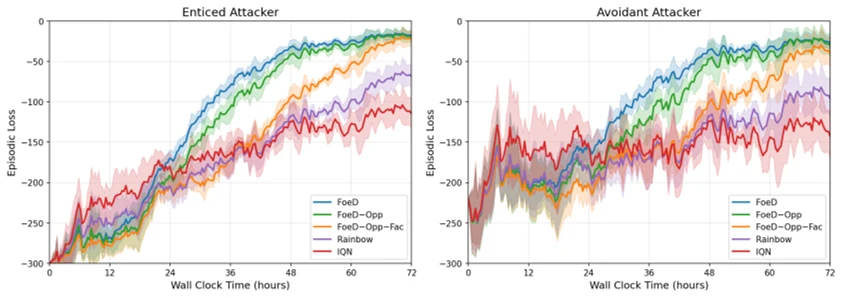 Enticed Attacker
Episodic Loss
0
−50
−100
−150
−200
−250
−300
0 12 24 36 48 60 72
Wall Clock Time (hours)
FoeD
FoeD−Opp
FoeD−Opp−Fac
Rainbow
IQN
Avoidant Attacker
Episodic Loss
0
−50
−100
−150
−200
−250
−300
0 12 24 36 48 60 72
Wall Clock Time (hours)
FoeD
FoeD−Opp
FoeD−Opp−Fac
Rainbow
IQN